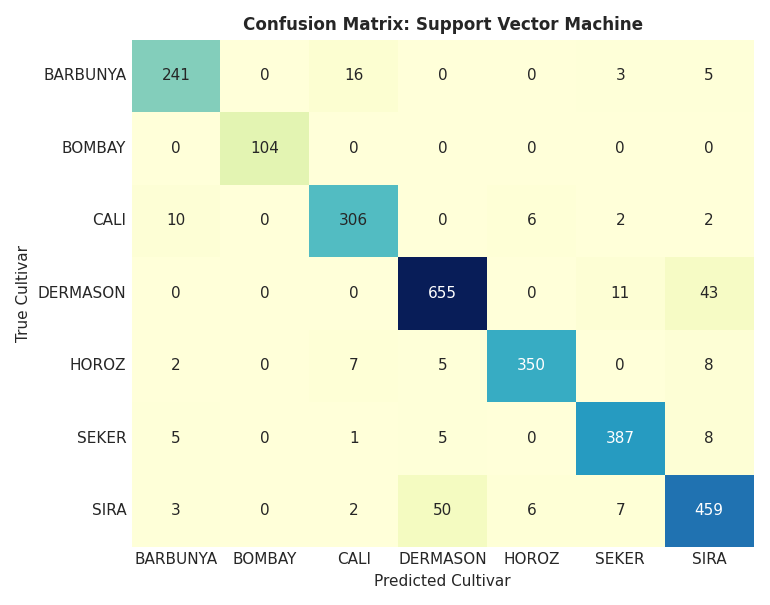 Confusion Matrix: Support Vector Machine
True Cultivar
BARBUNYA 241 0 16 0 0 3 5
BOMBAY 0 104 0 0 0 0 0
CALI 10 0 306 0 6 2 2
DERMASON 0 0 0 655 0 11 43
HOROZ 2 0 7 5 350 0 8
SEKER 5 0 1 5 0 387 8
SIRA 3 0 2 50 6 7 459
BARBUNYA BOMBAY CALI DERMASON HOROZ SEKER SIRA
Predicted Cultivar